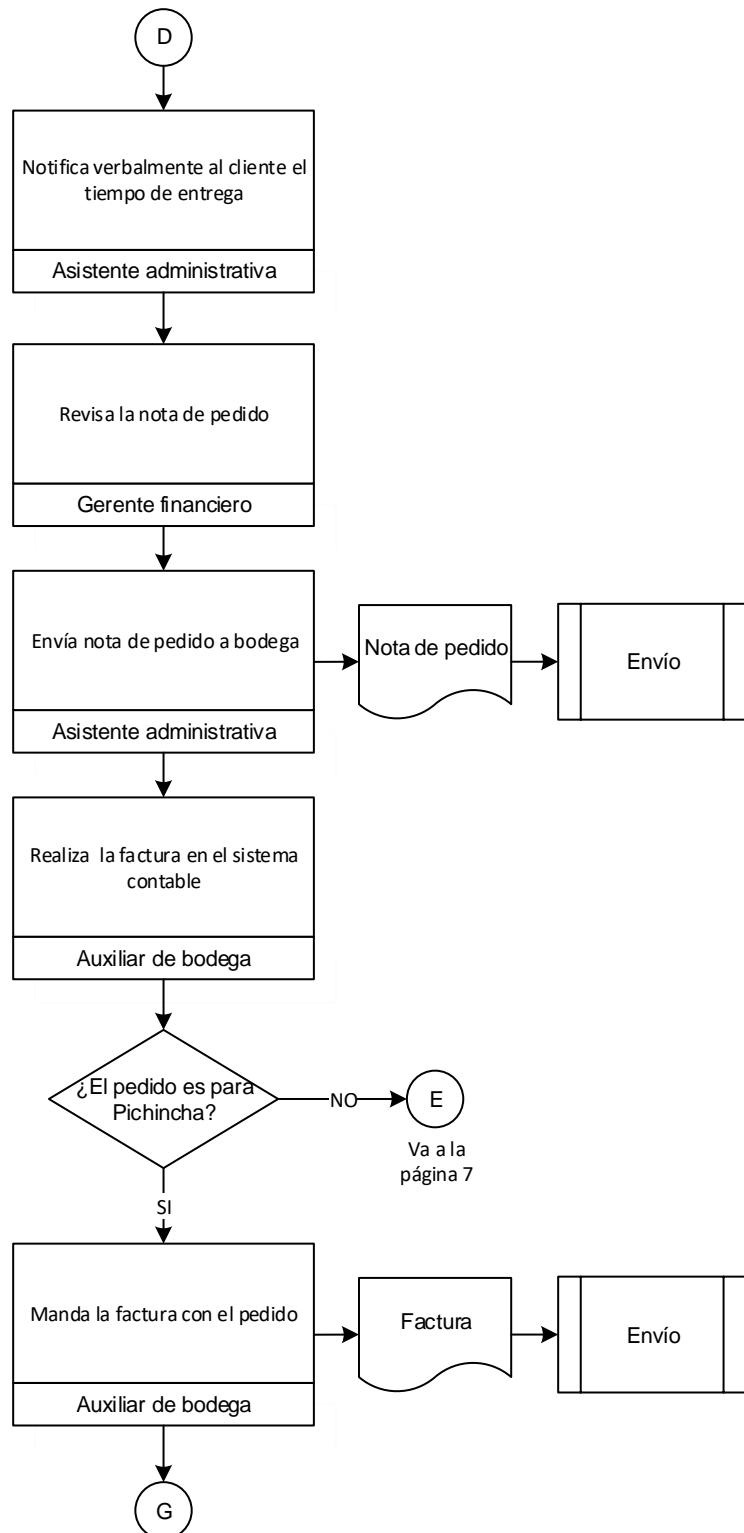 D
Notifica verbalmente al cliente el
tiempo de entrega
Asistente administrativa
Revisa la nota de pedido
Gerente financiero
Envía nota de pedido a bodega
Nota de pedido
Envío
Asistente administrativa
Realiza la factura en el sistema
contable
Auxiliar de bodega
¿El pedido es para
Pichincha?
NO
E
Va a la
página 7
SI
Manda la factura con el pedido
Factura
Envío
Auxiliar de bodega
G